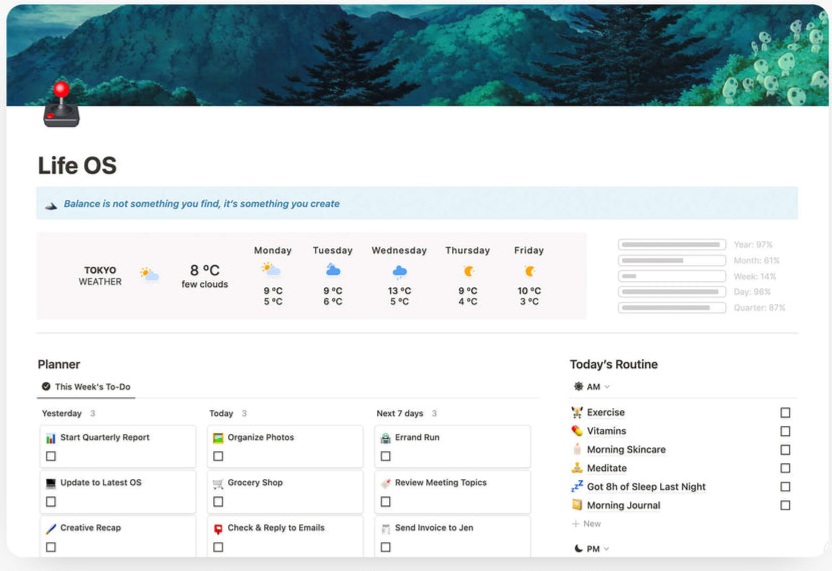 Life OS
Balance is not something you find, it's something you create
TOKYO
WEATHER
8 ºC
few clouds
Monday
9 ºC
5 ºC
Tuesday
9 ºC
6 ºC
Wednesday
13 ºC
5 ºC
Thursday
9 ºC
4 ºC
Friday
10 ºC
3 ºC
Year: 97%
Month: 61%
Week: 14%
Day: 96%
Quarter: 87%
Planner
This Week's To-Do
Yesterday 3
Start Quarterly Report
Update to Latest OS
Creative Recap
Today 3
Organize Photos
Grocery Shop
Check & Reply to Emails
Next 7 days 3
Errand Run
Review Meeting Topics
Send Invoice to Jen
Today's Routine
AM
Exercise
Vitamins
Morning Skincare
Meditate
Got 8h of Sleep Last Night
Morning Journal
+ New
PM